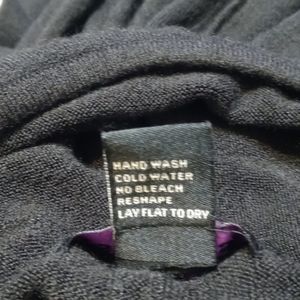 HAND WASH
COLD WATER
NO BLEACH
RESHAPE
LAY FLAT TO DRY